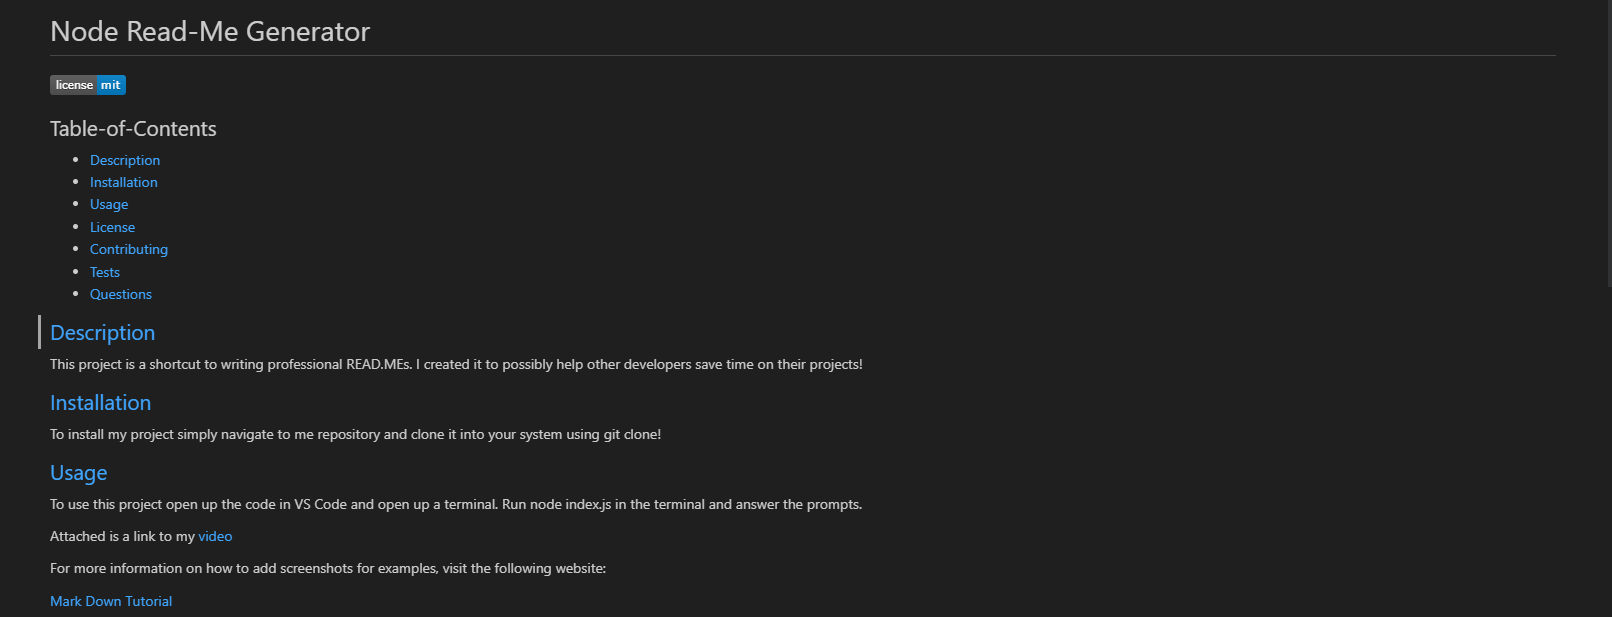 Node Read-Me Generator
license mit
Table-of-Contents
Description
Installation
Usage
License
Contributing
Tests
Questions
Description
This project is a shortcut to writing professional READ.MEs. I created it to possibly help other developers save time on their projects!
Installation
To install my project simply navigate to me repository and clone it into your system using git clone!
Usage
To use this project open up the code in VS Code and open up a terminal. Run node index.js in the terminal and answer the prompts.
Attached is a link to my video
For more information on how to add screenshots for examples, visit the following website:
Mark Down Tutorial